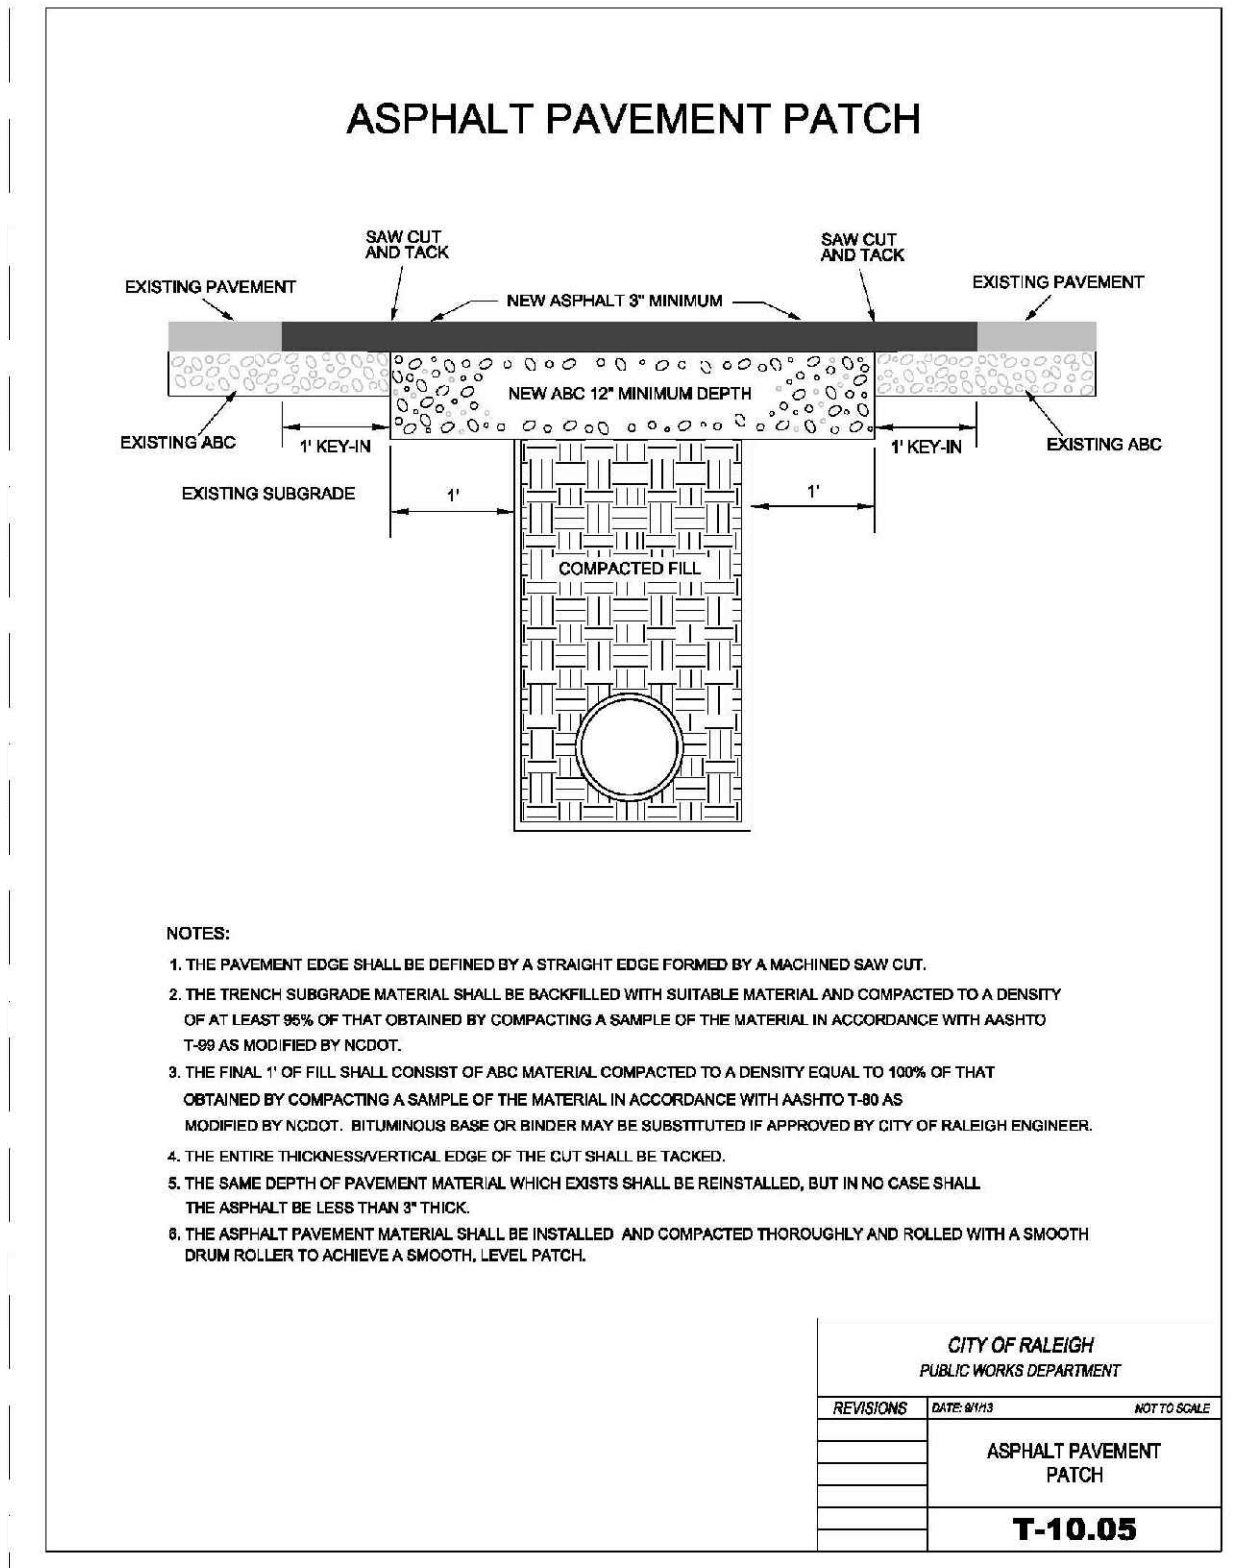 ASPHALT PAVEMENT PATCH
SAW CUT
AND TACK
SAW CUT
AND TACK
EXISTING PAVEMENT
NEW ASPHALT 3" MINIMUM
EXISTING PAVEMENT
NEW ABC 12" MINIMUM DEPTH
EXISTING ABC
1' KEY-IN
1' KEY-IN
EXISTING ABC
EXISTING SUBGRADE
1'
1'
COMPACTED FILL
NOTES:
1. THE PAVEMENT EDGE SHALL BE DEFINED BY A STRAIGHT EDGE FORMED BY A MACHINED SAW CUT.
2. THE TRENCH SUBGRADE MATERIAL SHALL BE BACKFILLED WITH SUITABLE MATERIAL AND COMPACTED TO A DENSITY
OF AT LEAST 95% OF THAT OBTAINED BY COMPACTING A SAMPLE OF THE MATERIAL IN ACCORDANCE WITH AASHTO
T-99 AS MODIFIED BY NCDOT.
3. THE FINAL 1' OF FILL SHALL CONSIST OF ABC MATERIAL COMPACTED TO A DENSITY EQUAL TO 100% OF THAT
OBTAINED BY COMPACTING A SAMPLE OF THE MATERIAL IN ACCORDANCE WITH AASHTO T-80 AS
MODIFIED BY NCDOT. BITUMINOUS BASE OR BINDER MAY BE SUBSTITUTED IF APPROVED BY CITY OF RALEIGH ENGINEER.
4. THE ENTIRE THICKNESS/VERTICAL EDGE OF THE CUT SHALL BE TACKED.
5. THE SAME DEPTH OF PAVEMENT MATERIAL WHICH EXISTS SHALL BE REINSTALLED, BUT IN NO CASE SHALL
THE ASPHALT BE LESS THAN 3" THICK.
6. THE ASPHALT PAVEMENT MATERIAL SHALL BE INSTALLED AND COMPACTED THOROUGHLY AND ROLLED WITH A SMOOTH
DRUM ROLLER TO ACHIEVE A SMOOTH, LEVEL PATCH.
CITY OF RALEIGH
PUBLIC WORKS DEPARTMENT
REVISIONS
DATE: 9/1/13
NOT TO SCALE
ASPHALT PAVEMENT
PATCH
T-10.05